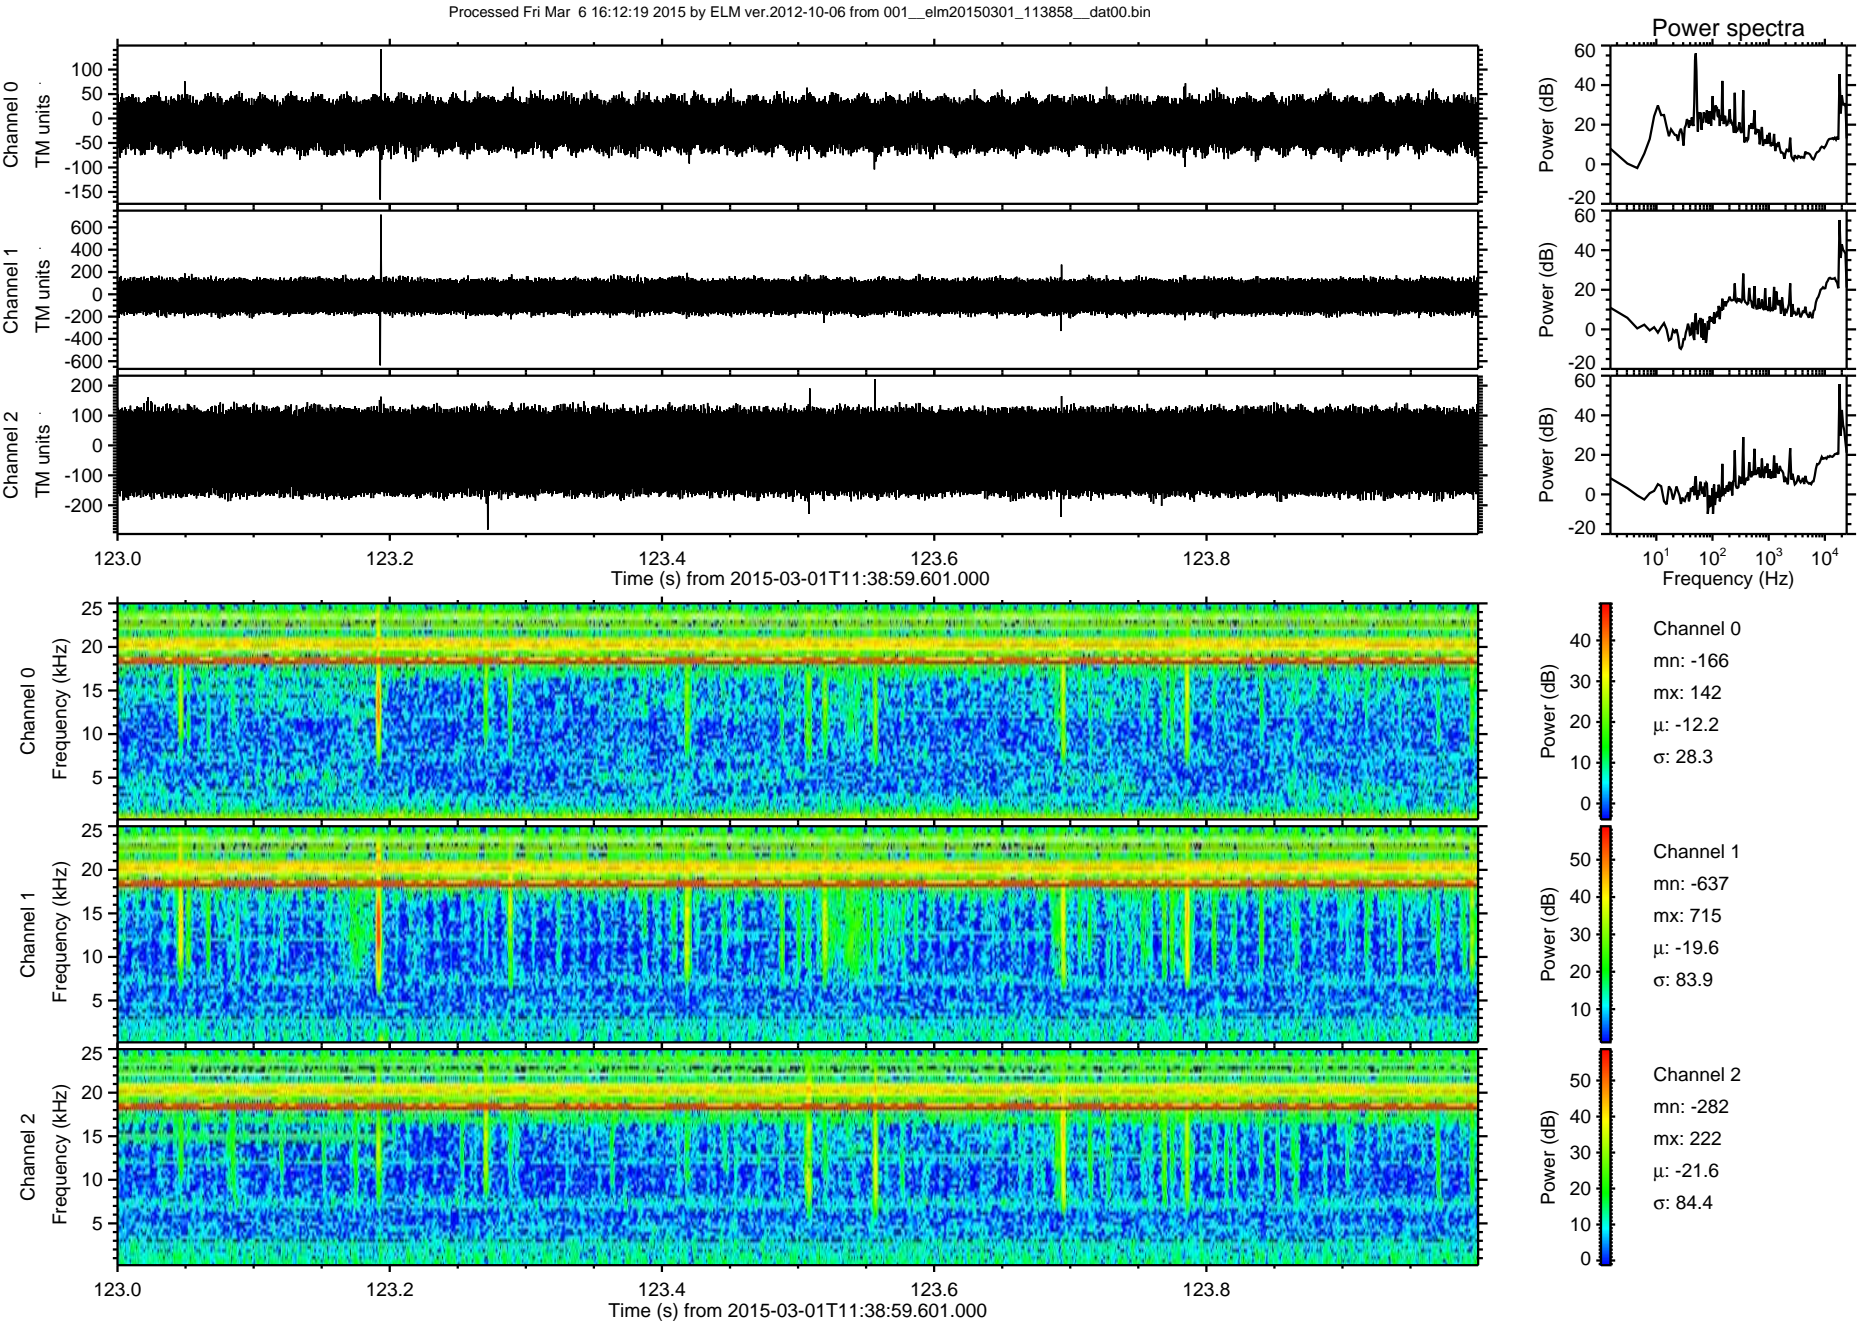 Processed Fri Mar  6 16:12:19 2015 by ELM ver.2012-10-06 from 001__elm20150301_113858__dat00.bin
Power spectra
Channel 0
TM units
100
50
0
-50
-100
-150
Power (dB)
60
40
20
0
-20
Channel 1
TM units
600
400
200
0
-200
-400
-600
Power (dB)
60
40
20
0
-20
Channel 2
TM units
200
100
0
-100
-200
Power (dB)
60
40
20
0
-20
123.0 123.2 123.4 123.6 123.8
Time (s) from 2015-03-01T11:38:59.601.000
10¹ 10² 10³ 10⁴
Frequency (Hz)
Channel 0
Frequency (kHz)
25
20
15
10
5
Power (dB)
40
30
20
10
0
Channel 0
mn: -166
mx: 142
μ: -12.2
σ: 28.3
Channel 1
Frequency (kHz)
25
20
15
10
5
Power (dB)
50
40
30
20
10
Channel 1
mn: -637
mx: 715
μ: -19.6
σ: 83.9
Channel 2
Frequency (kHz)
25
20
15
10
5
Power (dB)
50
40
30
20
10
0
Channel 2
mn: -282
mx: 222
μ: -21.6
σ: 84.4
123.0 123.2 123.4 123.6 123.8
Time (s) from 2015-03-01T11:38:59.601.000